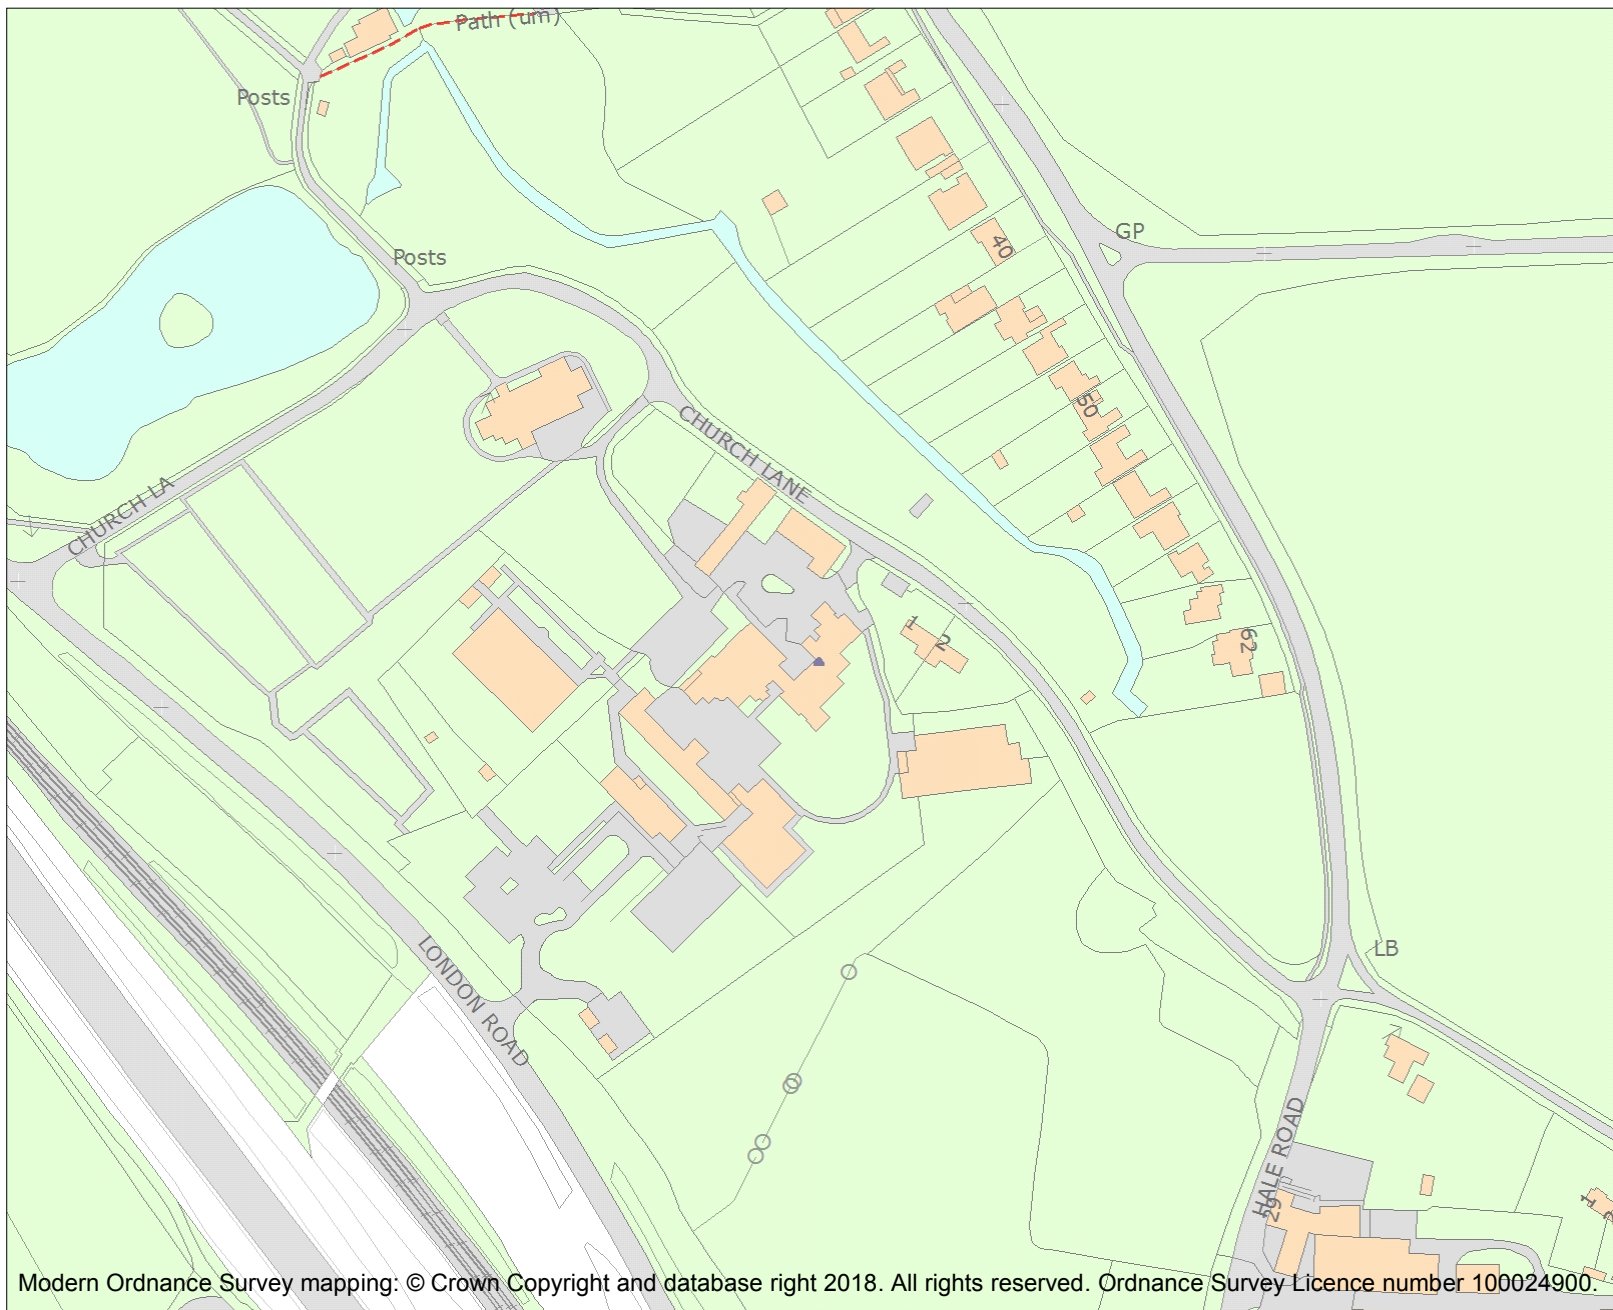 Path (um)
Posts
GP
40
Posts
50
CHURCH LANE
CHURCH LA
1
2
62
LB
LONDON ROAD
HALE ROAD
29
1
Modern Ordnance Survey mapping: © Crown Copyright and database right 2018. All rights reserved. Ordnance Survey Licence number 100024900.